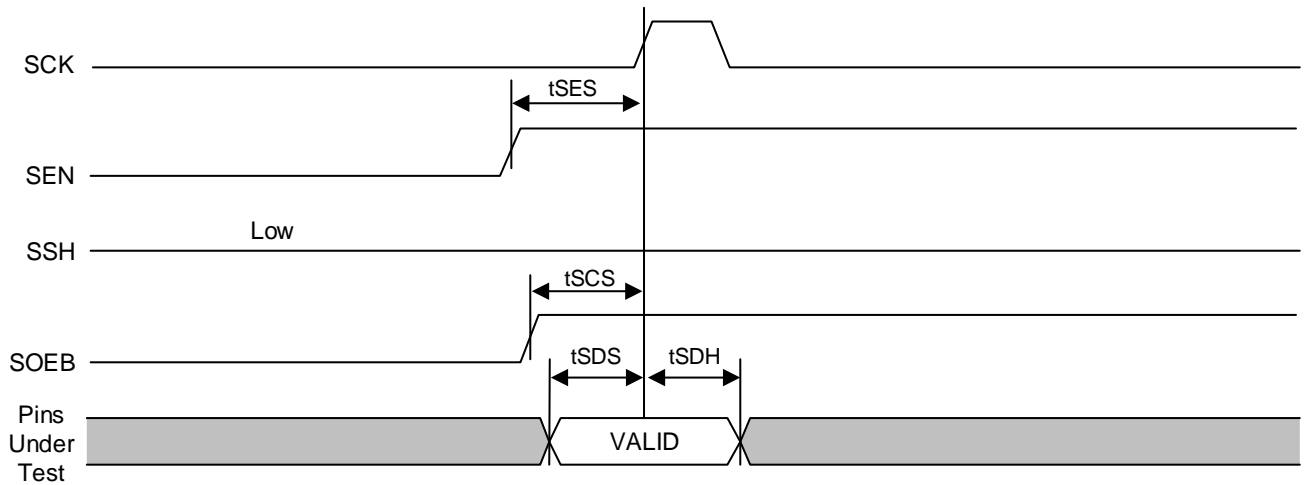 SCK
tSES
SEN
Low
SSH
tSCS
SOEB
tSDS
tSDH
Pins
Under
Test
VALID